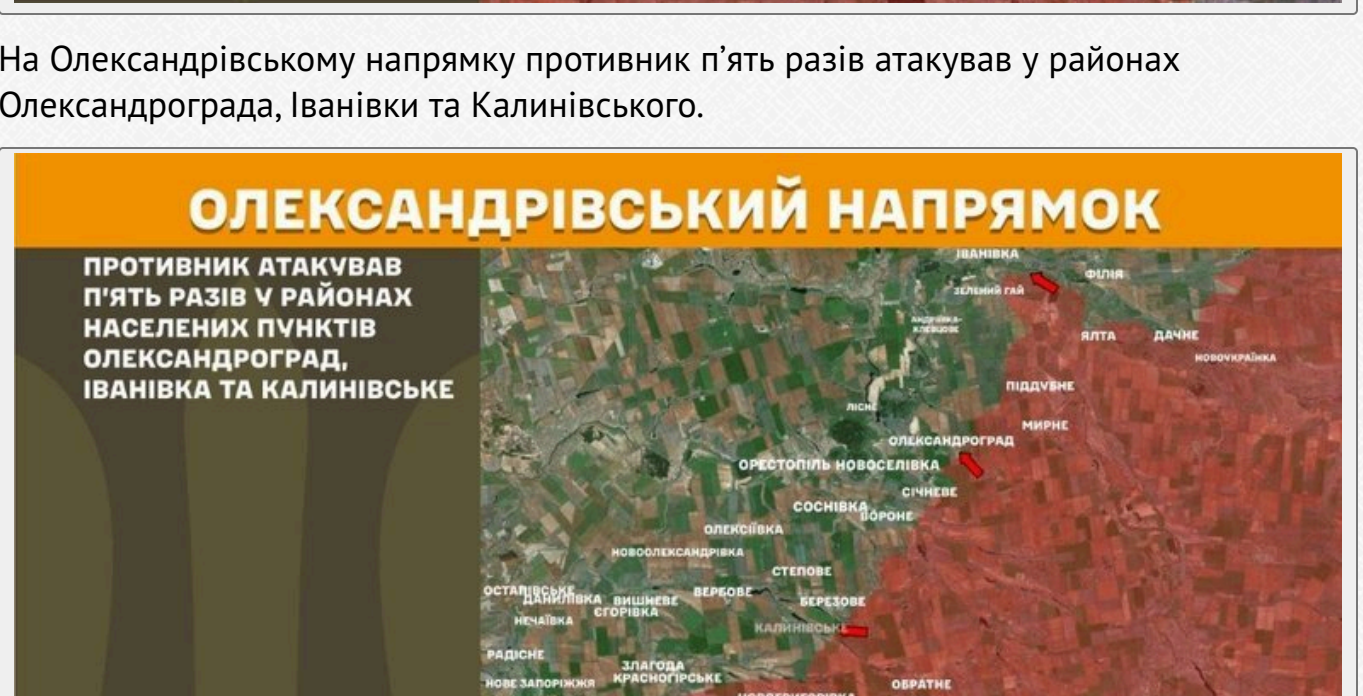 На Олександрівському напрямку противник п’ять разів атакував у районах
Олександрограда, Іванівки та Калинівського.
ОЛЕКСАНДРІВСЬКИЙ НАПРЯМОК
ПРОТИВНИК АТАКУВАВ
П'ЯТЬ РАЗІВ У РАЙОНАХ
НАСЕЛЕНИХ ПУНКТІВ
ОЛЕКСАНДРОГРАД,
ІВАНІВКА ТА КАЛИНІВСЬКЕ
ІВАНІВКА
ФІЛІЯ
ЗЕЛЕНИЙ ГАЙ
АНДРІЇВКА-
КЛЕВЦОВЕ
ЯЛТА
ДАЧНЕ
НОВОУКРАЇНКА
ПІДДУБНЕ
ЛІСНЕ
МИРНЕ
ОЛЕКСАНДРОГРАД
ОРЕСТОПІЛЬ НОВОСЕЛІВКА
СІЧНЕВЕ
СОСНІВКА
ВОРОНЕ
ОЛЕКСІЇВКА
НОВООЛЕКСАНДРІВКА
СТЕПОВЕ
ОСТАПІВСЬКЕ
ДАНИЛІВКА
ВИШНЕВЕ
ВЕРБОВЕ
БЕРЕЗОВЕ
ЄГОРІВКА
НЕЧАЇВКА
КАЛИНІВСЬКЕ
РАДІСНЕ
ЗЛАГОДА
КРАСНОГІРСЬКЕ
НОВЕ ЗАПОРІЖЖЯ
ОБРАТНЕ
НОВОГРИГОРІВКА